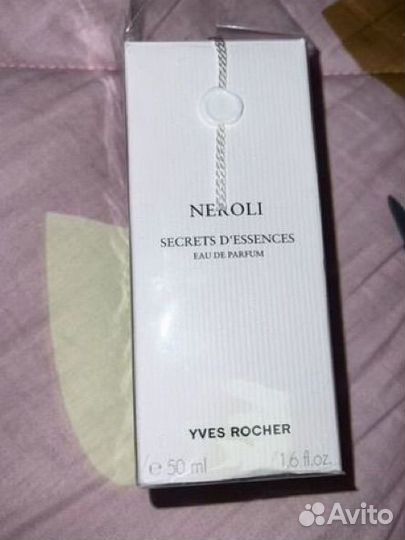 NEROLI
SECRETS D'ESSENCES
EAU DE PARFUM
YVES ROCHER
e 50 ml 1.6 fl.oz.
Avito